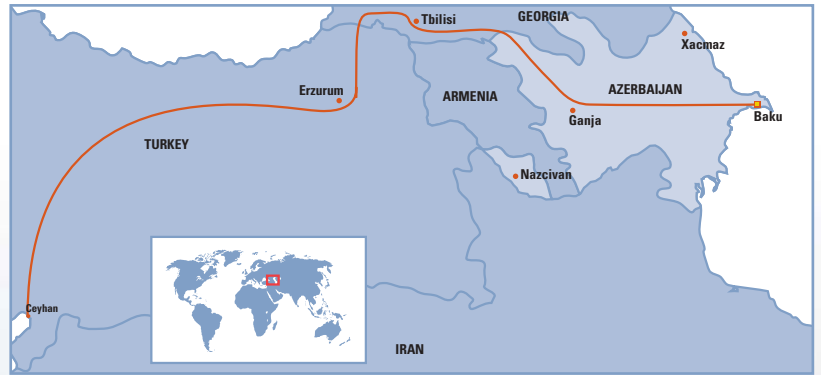 GEORGIA
Tbilisi
Xacmaz
Erzurum
ARMENIA
AZERBAIJAN
Ganja
Baku
TURKEY
Nazcivan
Ceyhan
IRAN